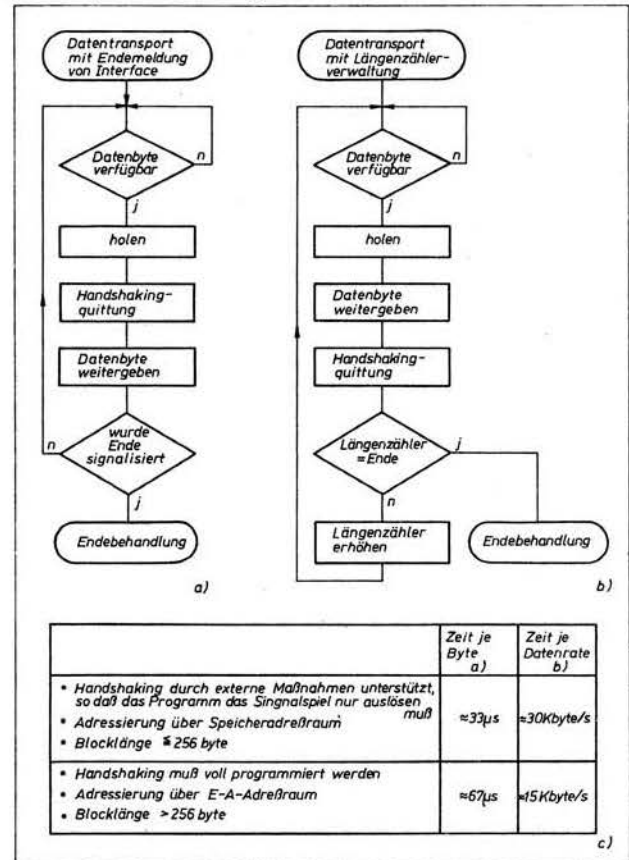 Datentransport
mit Endemeldung
von Interface
Datenbyte
verfügbar
n
j
holen
Handshaking-
quittung
Datenbyte
weitergeben
wurde
Ende
signalisiert
n
j
Endebehandlung
a)
Datentransport
mit Längenzähler-
verwaltung
Datenbyte
verfügbar
n
j
holen
Datenbyte
weitergeben
Handshaking-
quittung
Längenzähler
=Ende
j
n
Längenzähler
erhöhen
Endebehandlung
b)
Zeit je
Byte
a)
Zeit je
Datenrate
b)
• Handshaking durch externe Maßnahmen unterstützt,
so daß das Programm das Singnalspiel nur auslösen
muß
• Adressierung über Speicheradreßraum
• Blocklänge ≦ 256 byte
≈33µs
≈30Kbyte/s
• Handshaking muß voll programmiert werden
• Adressierung über E-A-Adreßraum
• Blocklänge > 256 byte
≈67µs
≈15Kbyte/s
c)